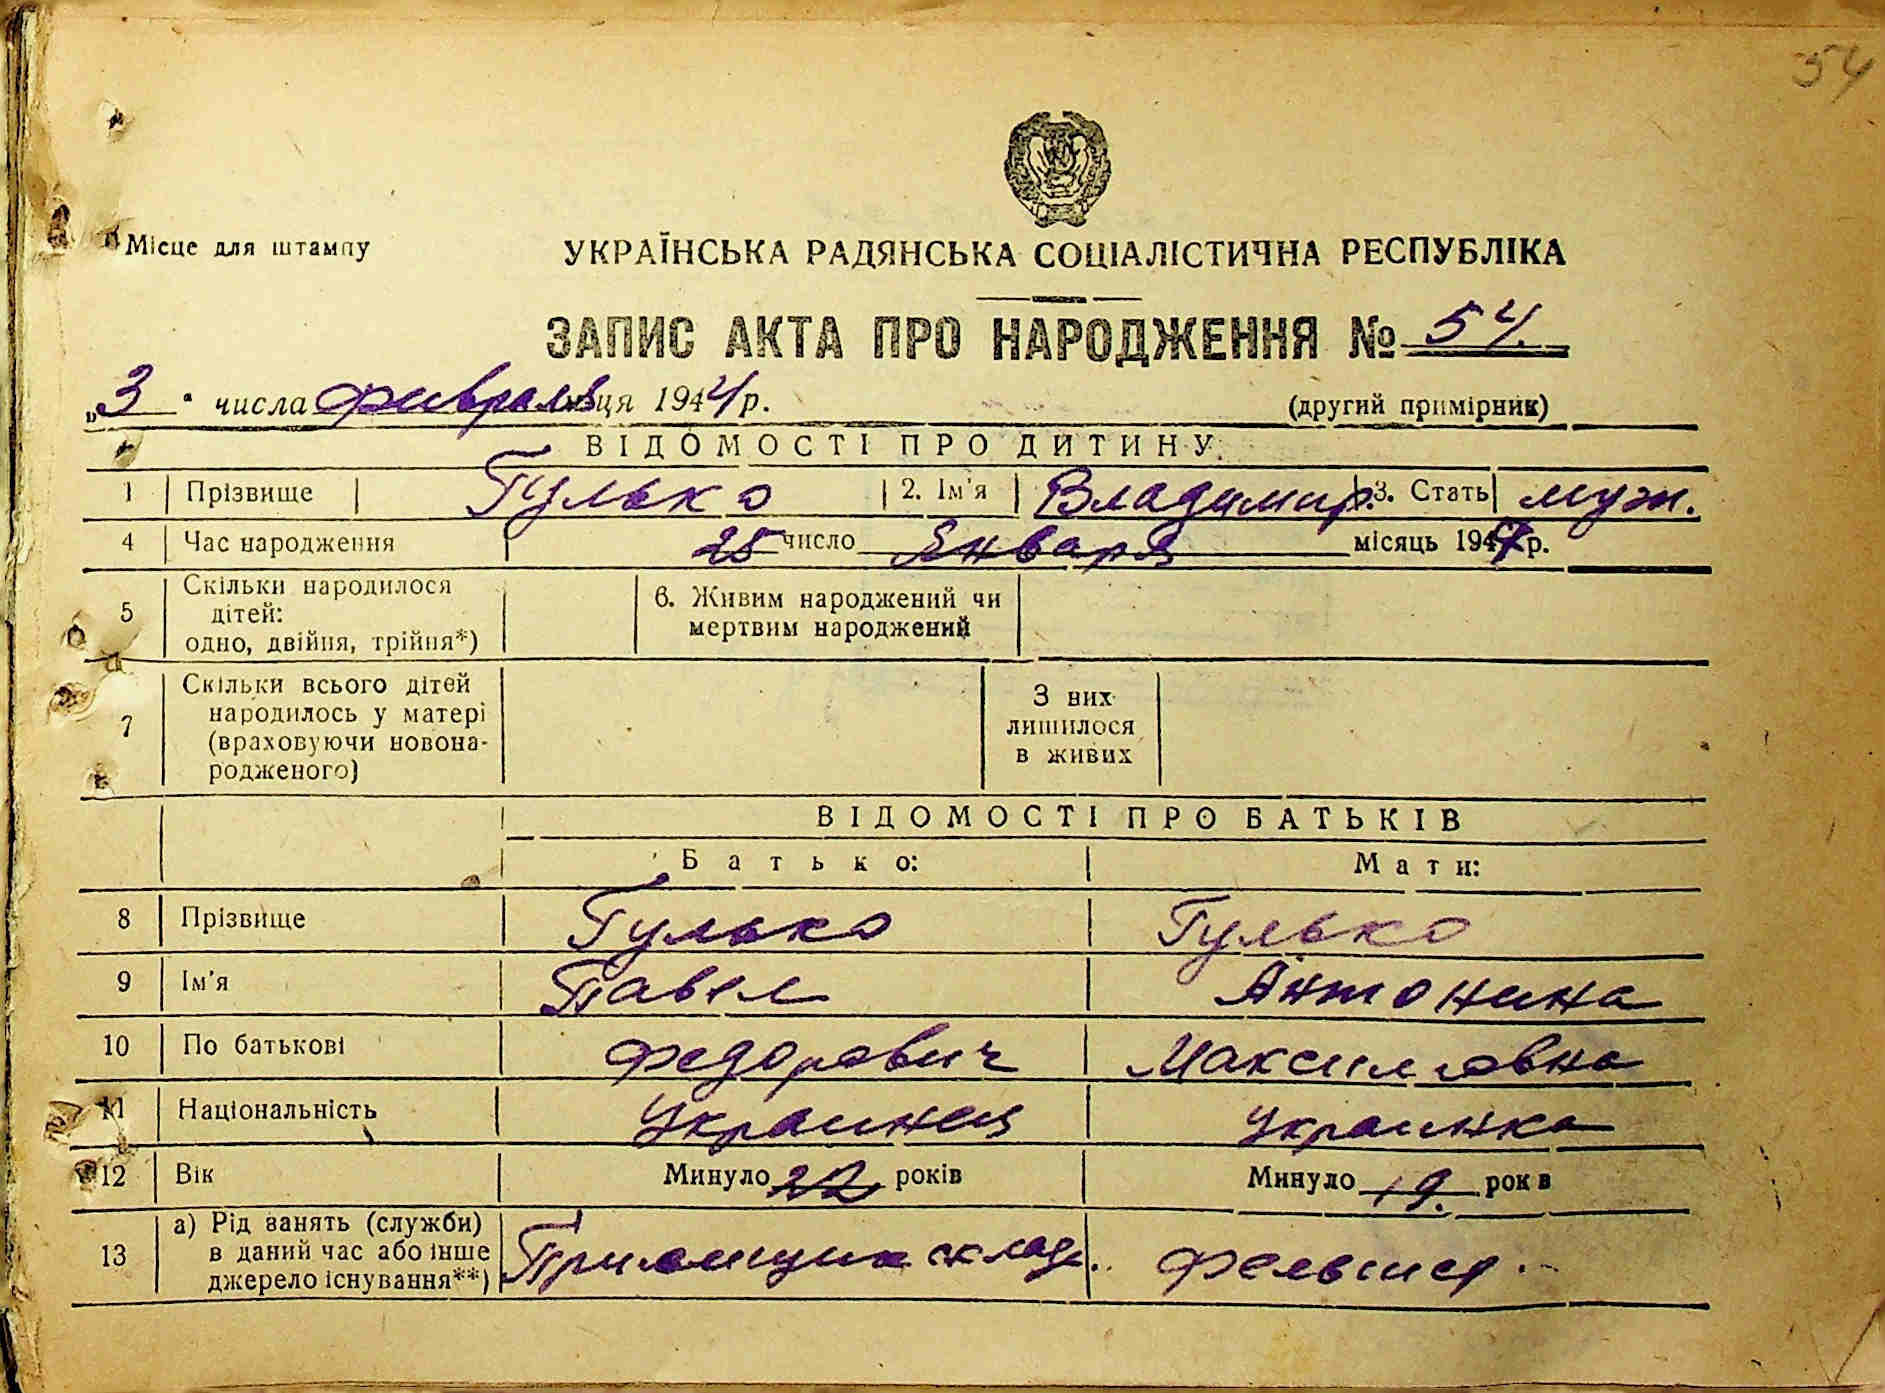 54
Місце для штампу
УКРАЇНСЬКА РАДЯНСЬКА СОЦІАЛІСТИЧНА РЕСПУБЛІКА
ЗАПИС АКТА ПРО НАРОДЖЕННЯ № 54.
„3“ числа февраля місяця 1944 р. (другий примірник)
ВІДОМОСТІ ПРО ДИТИНУ
1 Прізвище Гулько 2. Ім'я Владимир 3. Стать муж.
4 Час народження 25 число Января місяць 194 р.
5 Скільки народилося
дітей:
одно, двійня, трійня*)
6. Живим народжений чи
мертвим народжений
7 Скільки всього дітей
народилось у матері
(враховуючи новона-
родженого)
З них
лишилося
в живих
ВІДОМОСТІ ПРО БАТЬКІВ
Батько: Мати:
8 Прізвище Гулько Гулько
9 Ім'я Павел Антонина
10 По батькові Федорович Максимовна
11 Національність Украинец Украинка
12 Вік Минуло 22 років Минуло 19. років
13 а) Рід занять (служби)
в даний час або інше
джерело існування**)
Приемщик склада.